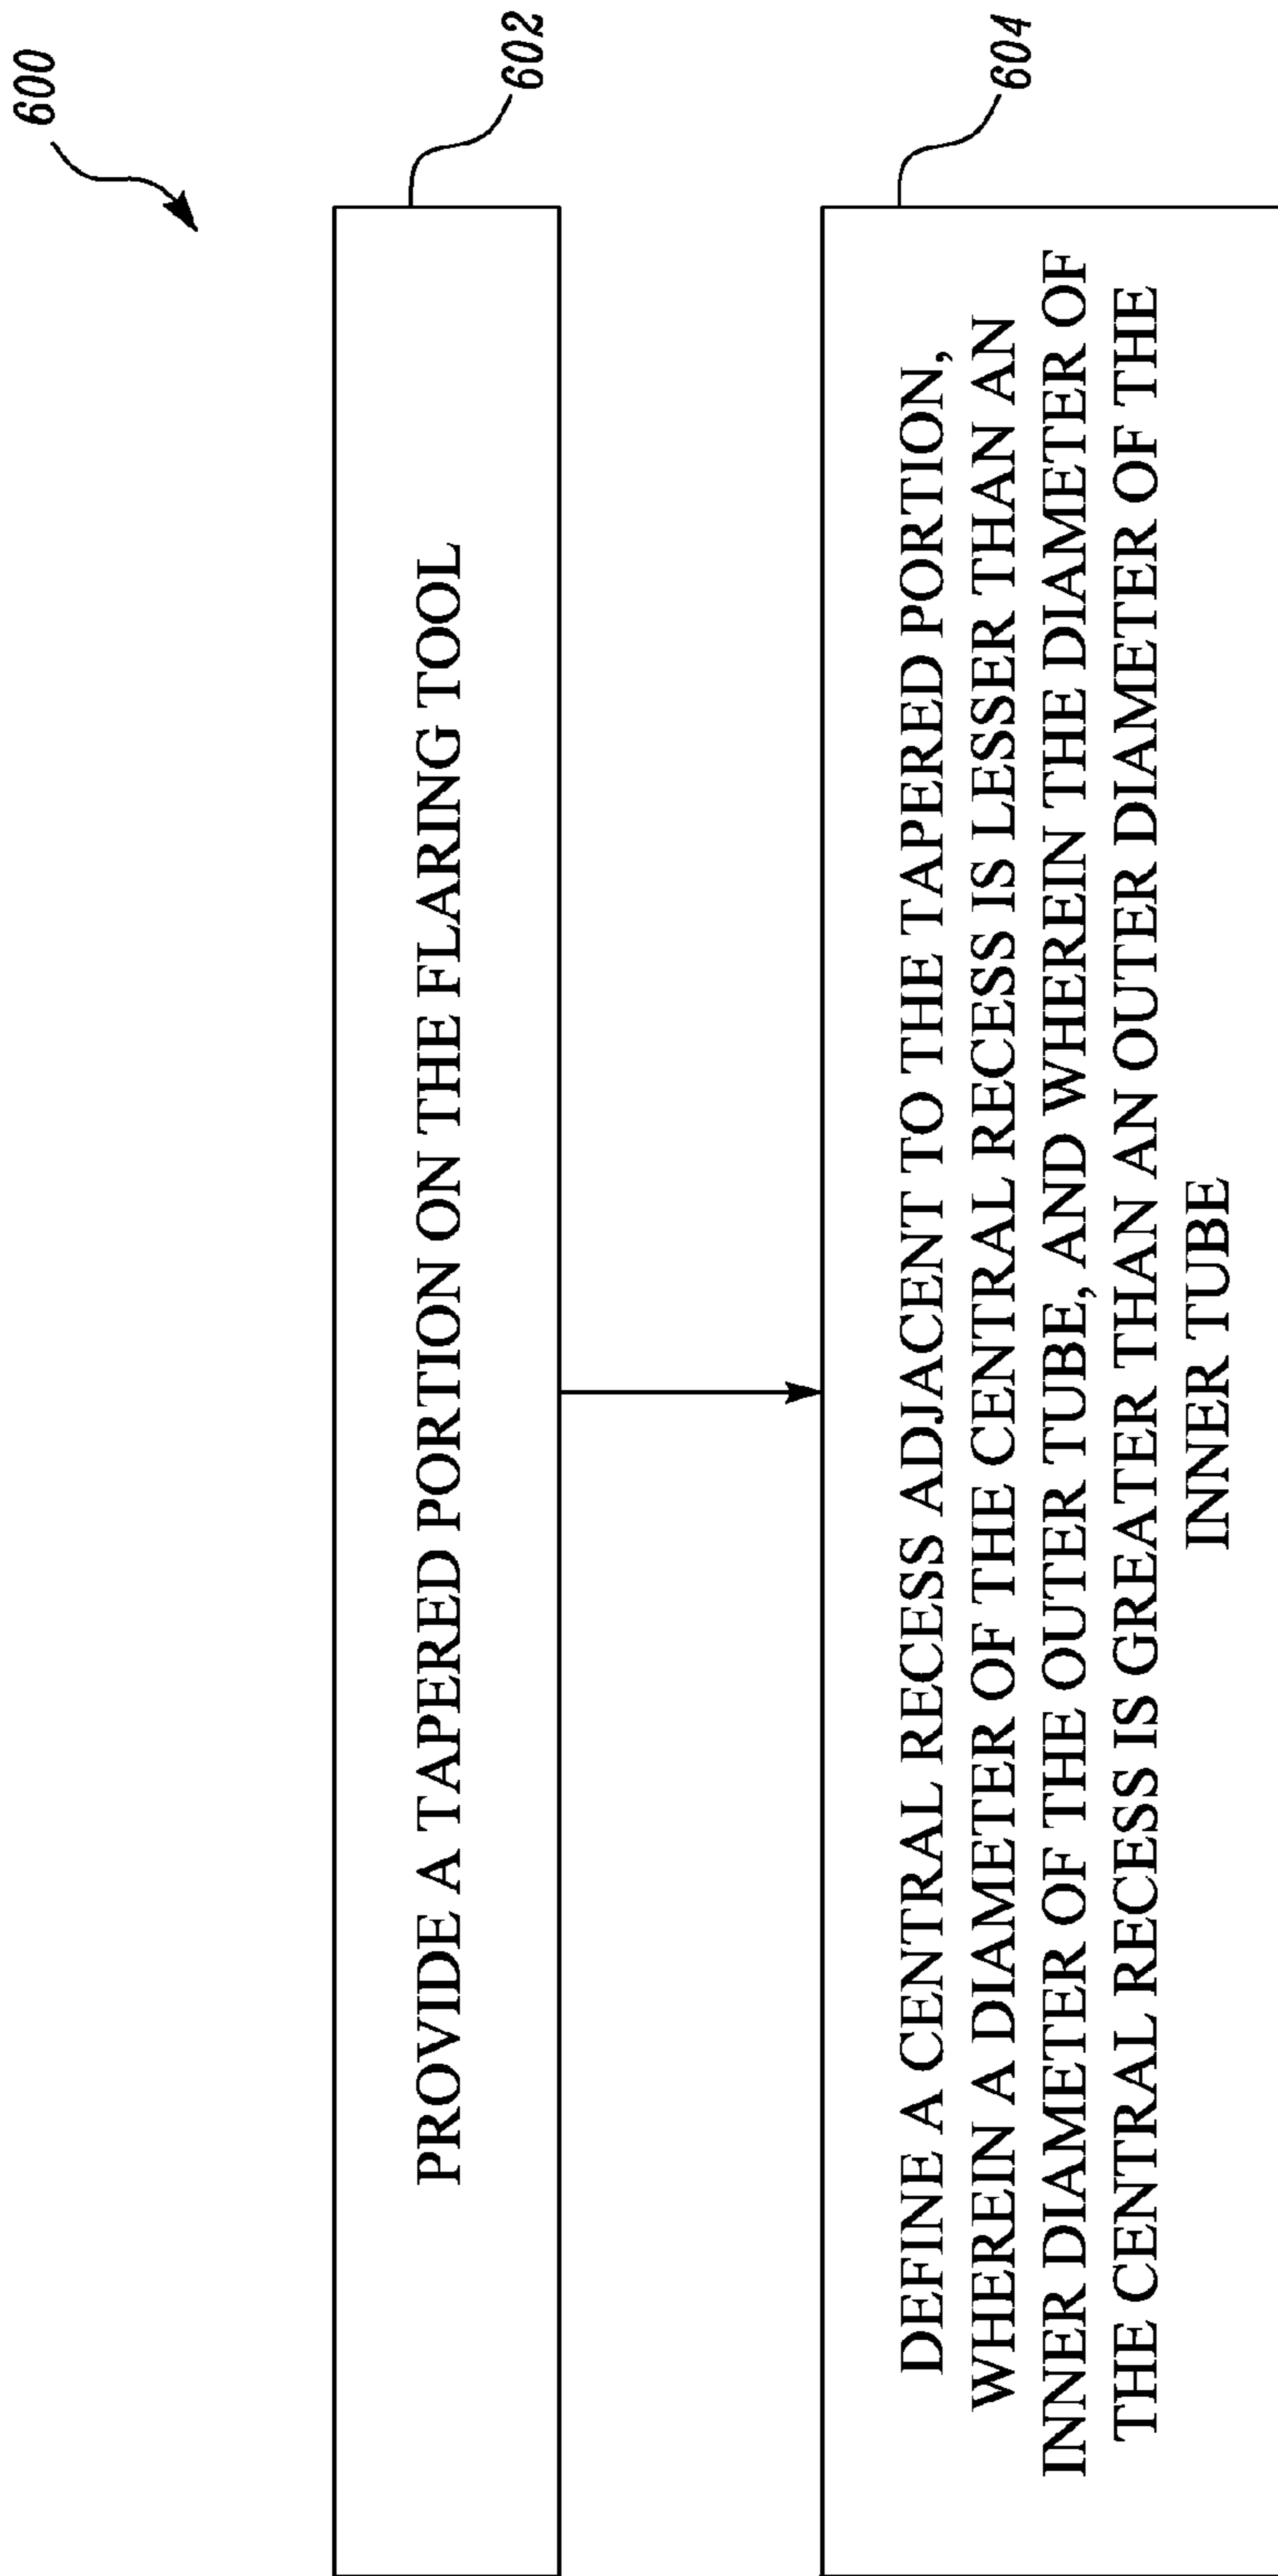 600
602
PROVIDE A TAPERED PORTION ON THE FLARING TOOL
604
DEFINE A CENTRAL RECESS ADJACENT TO THE TAPERED PORTION,
WHEREIN A DIAMETER OF THE CENTRAL RECESS IS LESSER THAN AN
INNER DIAMETER OF THE OUTER TUBE, AND WHEREIN THE DIAMETER OF
THE CENTRAL RECESS IS GREATER THAN AN OUTER DIAMETER OF THE
INNER TUBE